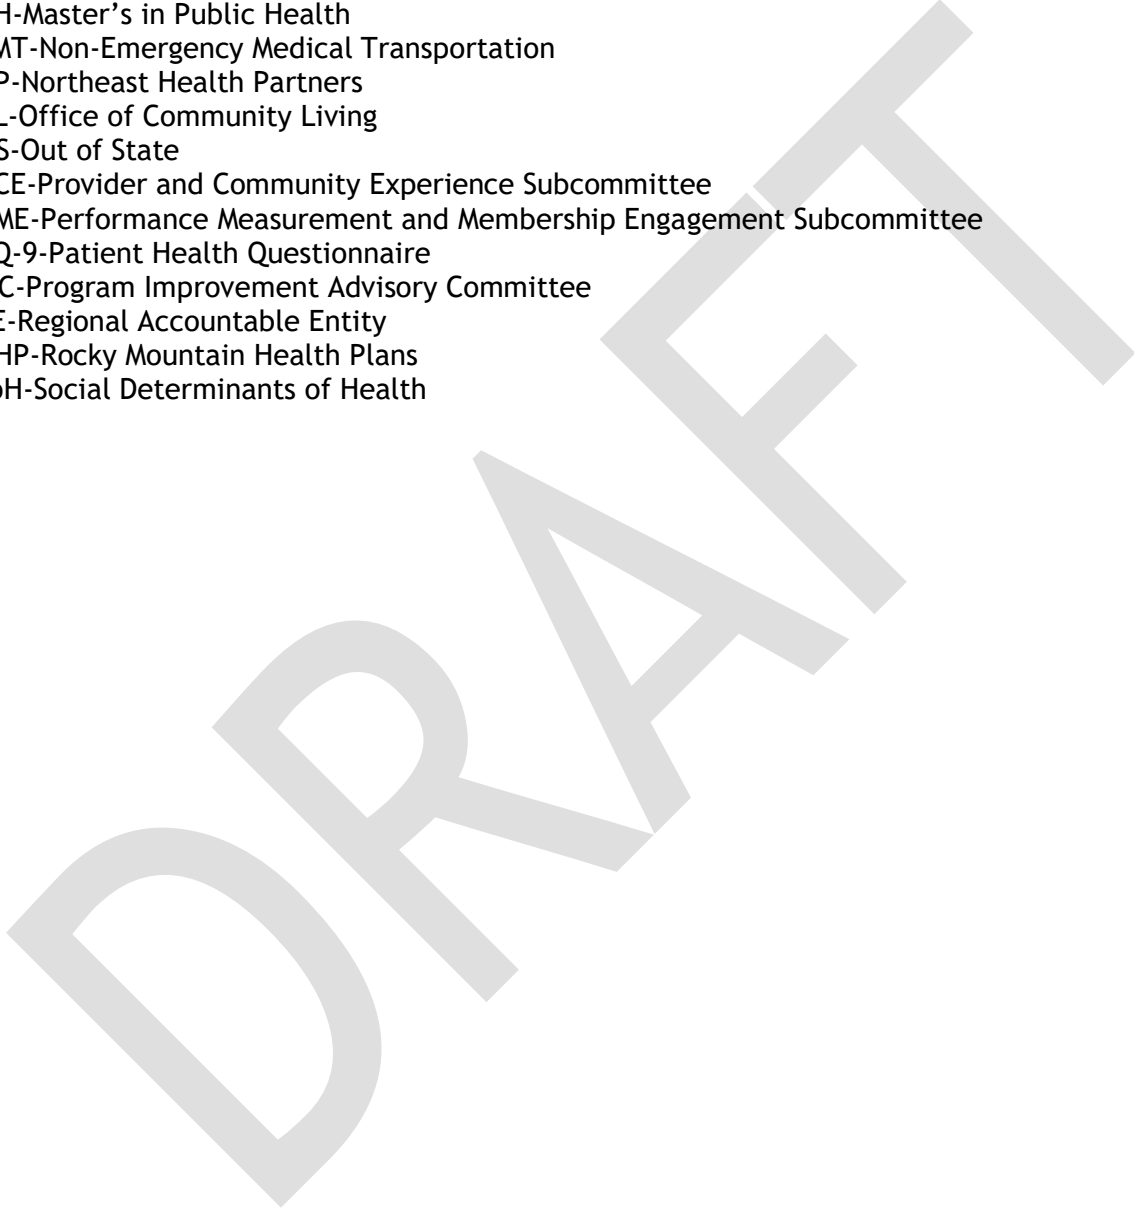 H-Master’s in Public Health
MT-Non-Emergency Medical Transportation
P-Northeast Health Partners
L-Office of Community Living
S-Out of State
CE-Provider and Community Experience Subcommittee
ME-Performance Measurement and Membership Engagement Subcommittee
Q-9-Patient Health Questionnaire
C-Program Improvement Advisory Committee
E-Regional Accountable Entity
HP-Rocky Mountain Health Plans
oH-Social Determinants of Health
DRAFT